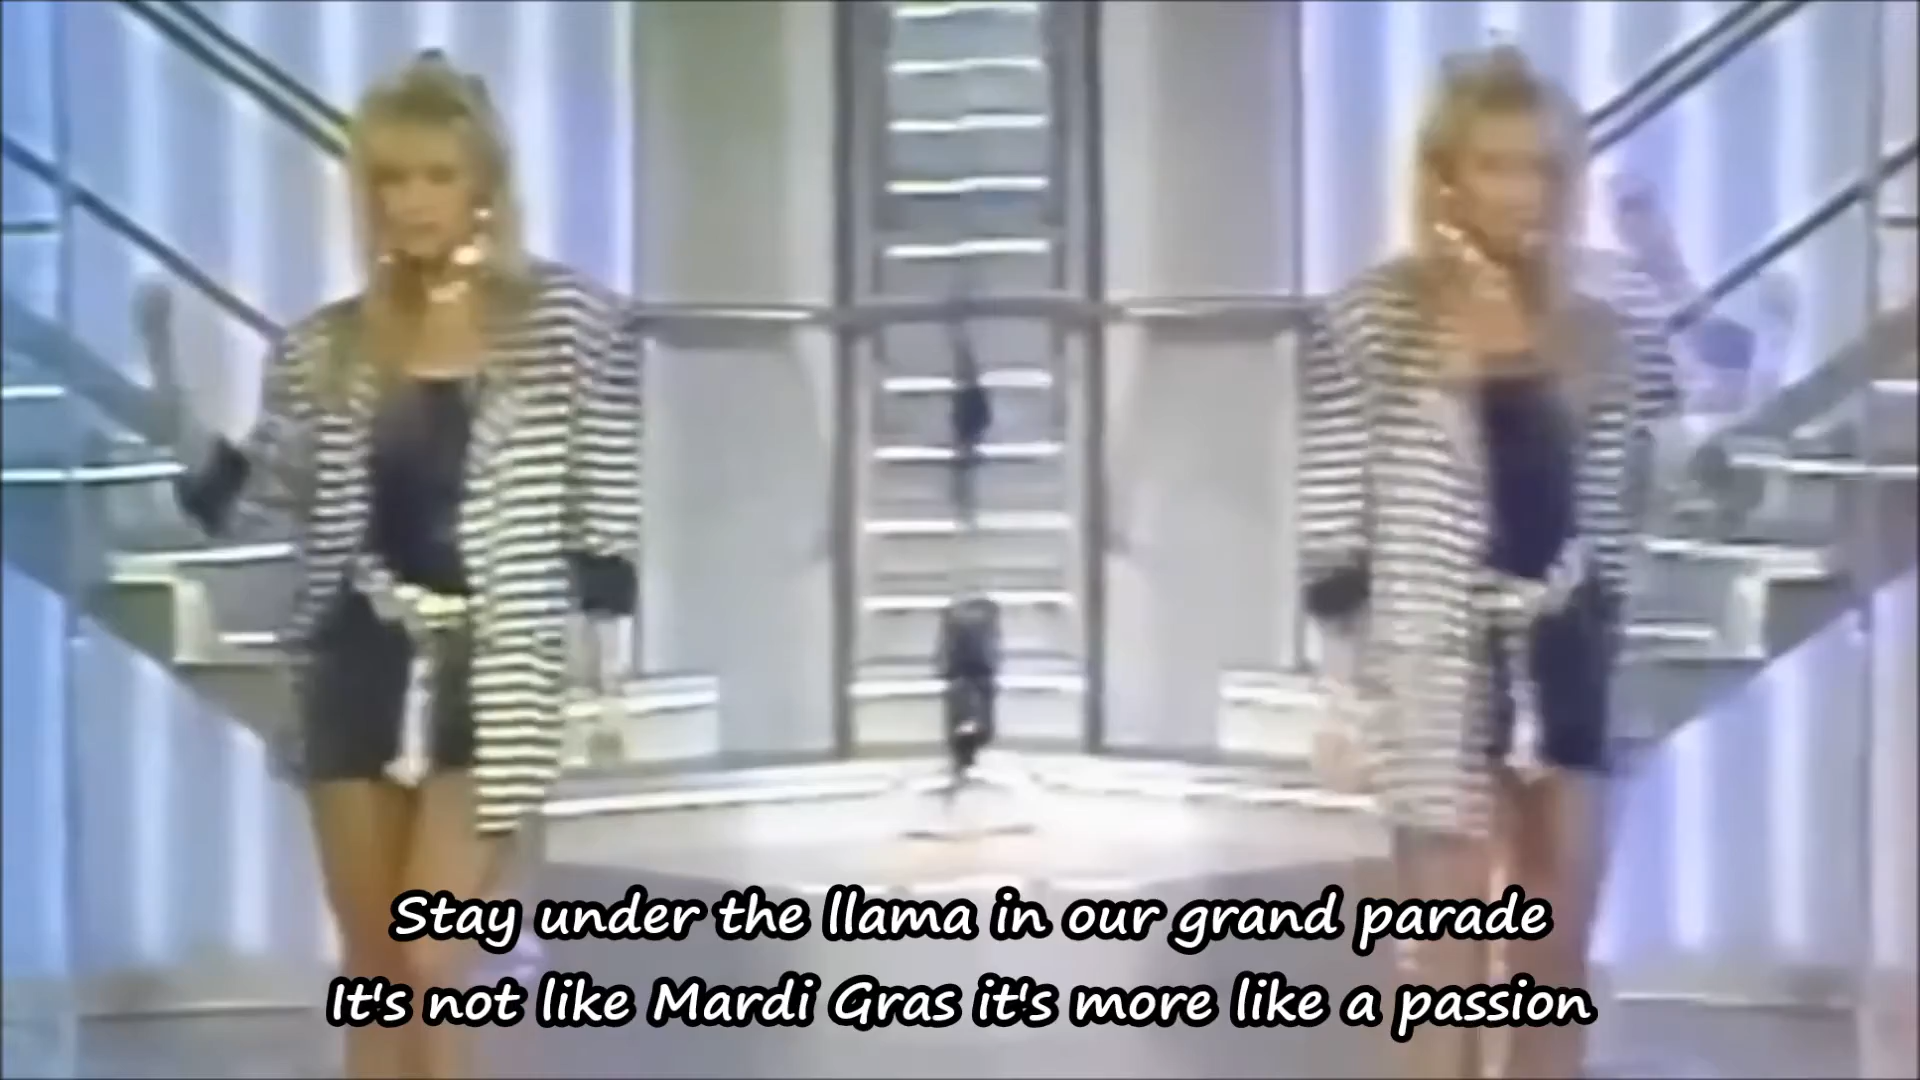 Stay under the llama in our grand parade
It's not like Mardi Gras it's more like a passion